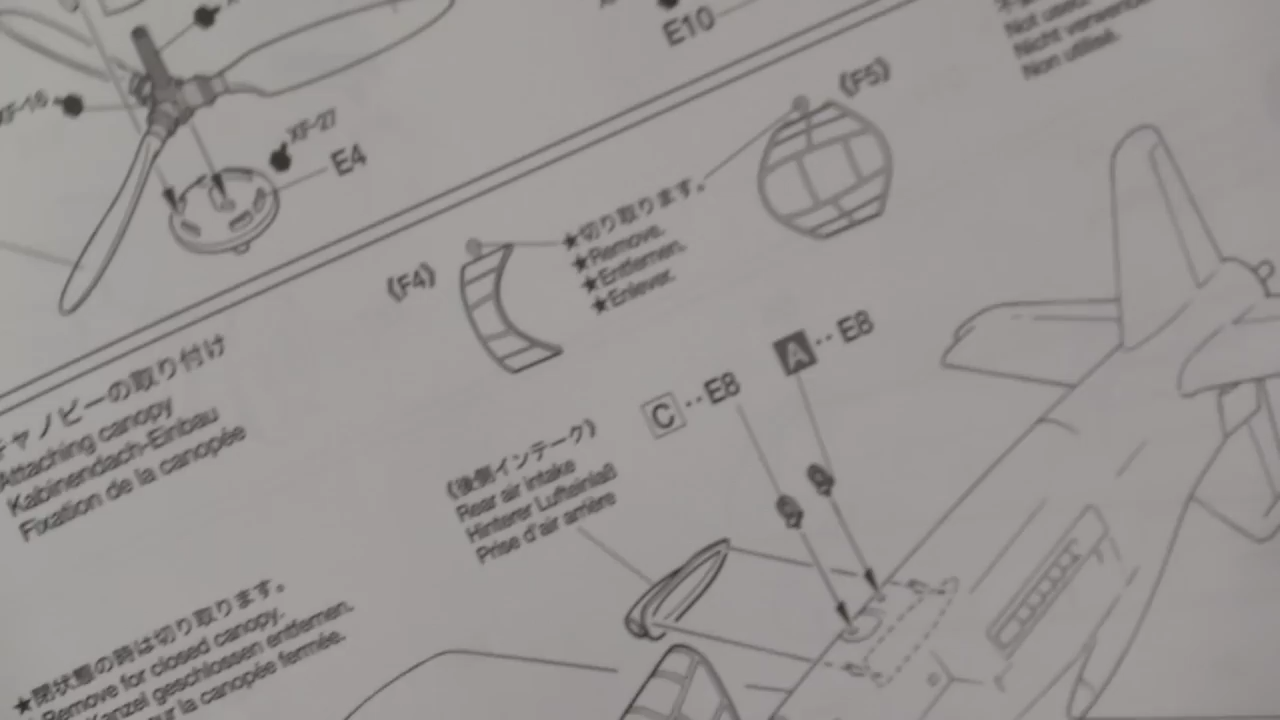 E10
Not used.
Nicht verwenden.
Non utilisé.
XF-16
XF-27
E4
《F5》
《F4》
★切り取ります。
★Remove.
★Entfernen.
★Enlever.
A‥E8
C‥E8
キャノピーの取り付け
Attaching canopy
Kabinendach-Einbau
Fixation de la canopée
《後側インテーク》
Rear air intake
Hinterer Lufteinlaß
Prise d'air arrière
★閉状態の時は切り取ります。
Remove for closed canopy.
Kanzel geschlossen entfernen.
la canopée fermée.